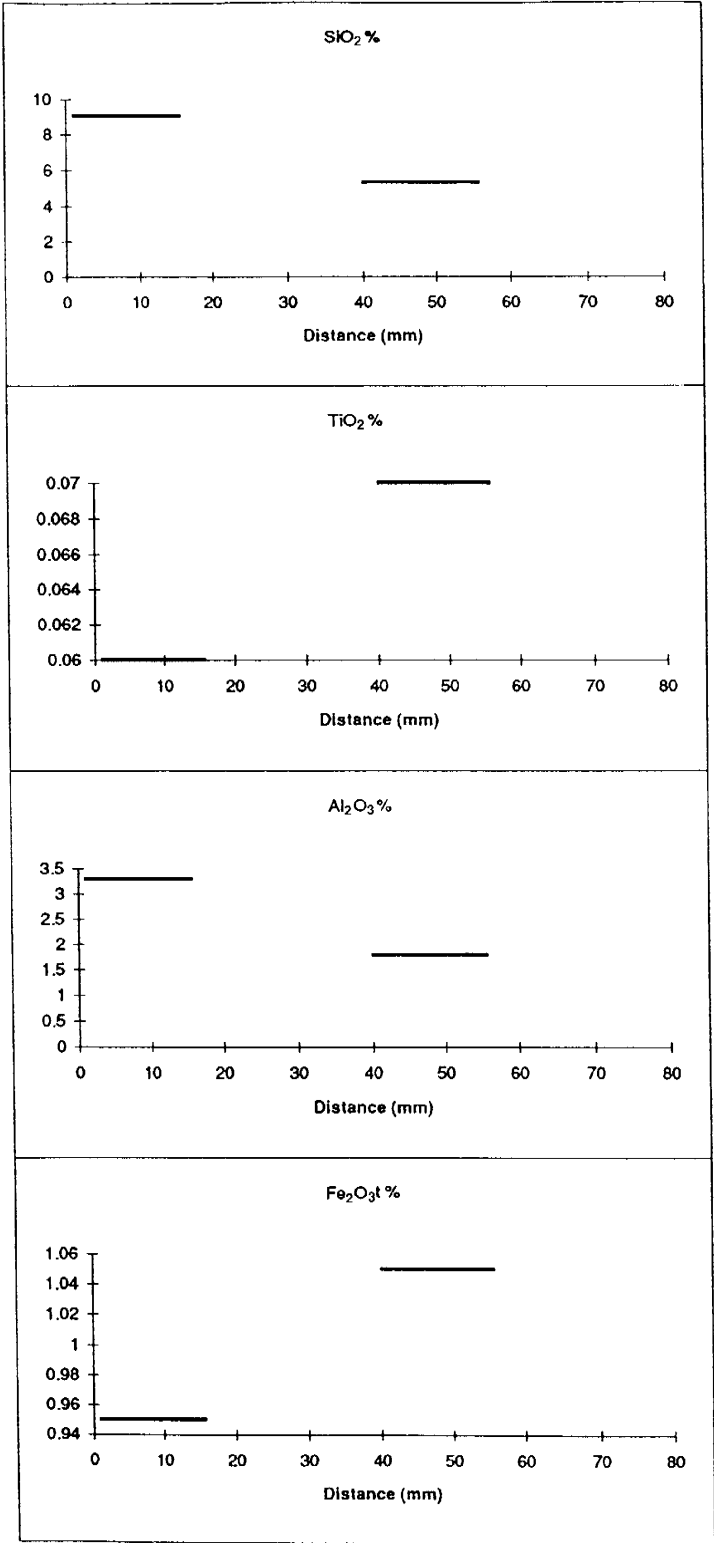 SiO₂ %
10
8
6
4
2
0
0 10 20 30 40 50 60 70 80
Distance (mm)
TiO₂ %
0.07
0.068
0.066
0.064
0.062
0.06
0 10 20 30 40 50 60 70 80
Distance (mm)
Al₂O₃ %
3.5
3
2.5
2
1.5
1
0.5
0
0 10 20 30 40 50 60 70 80
Distance (mm)
Fe₂O₃t %
1.06
1.04
1.02
1
0.98
0.96
0.94
0 10 20 30 40 50 60 70 80
Distance (mm)